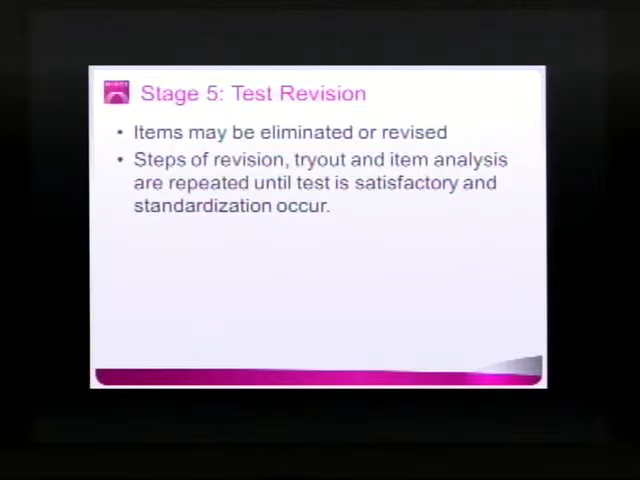 Stage 5: Test Revision
• Items may be eliminated or revised
• Steps of revision, tryout and item analysis
are repeated until test is satisfactory and
standardization occur.